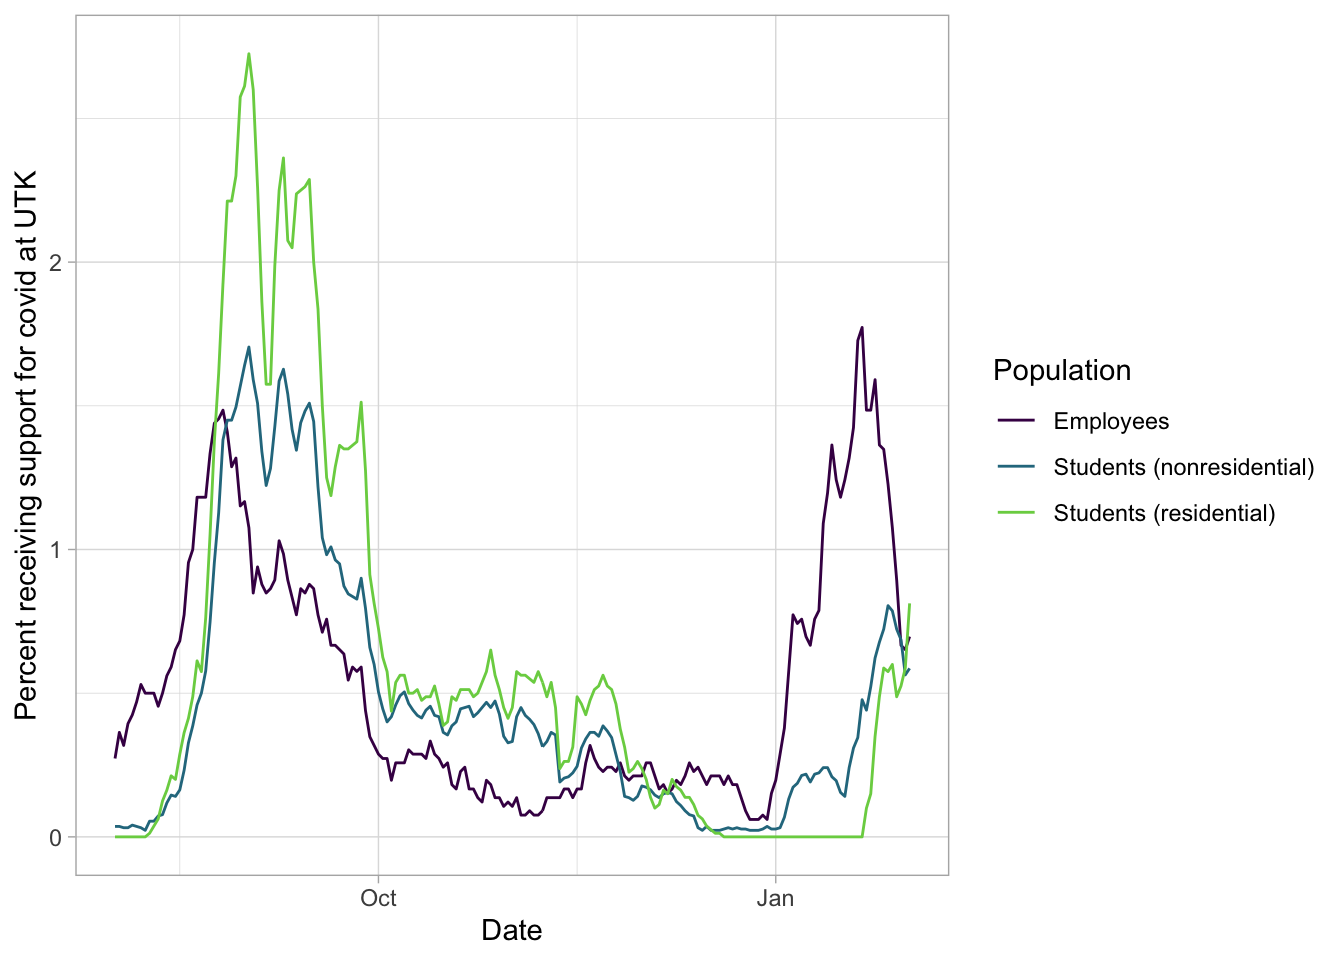 Percent receiving support for covid at UTK
2
1
0
Oct
Jan
Date
Population
Employees
Students (nonresidential)
Students (residential)